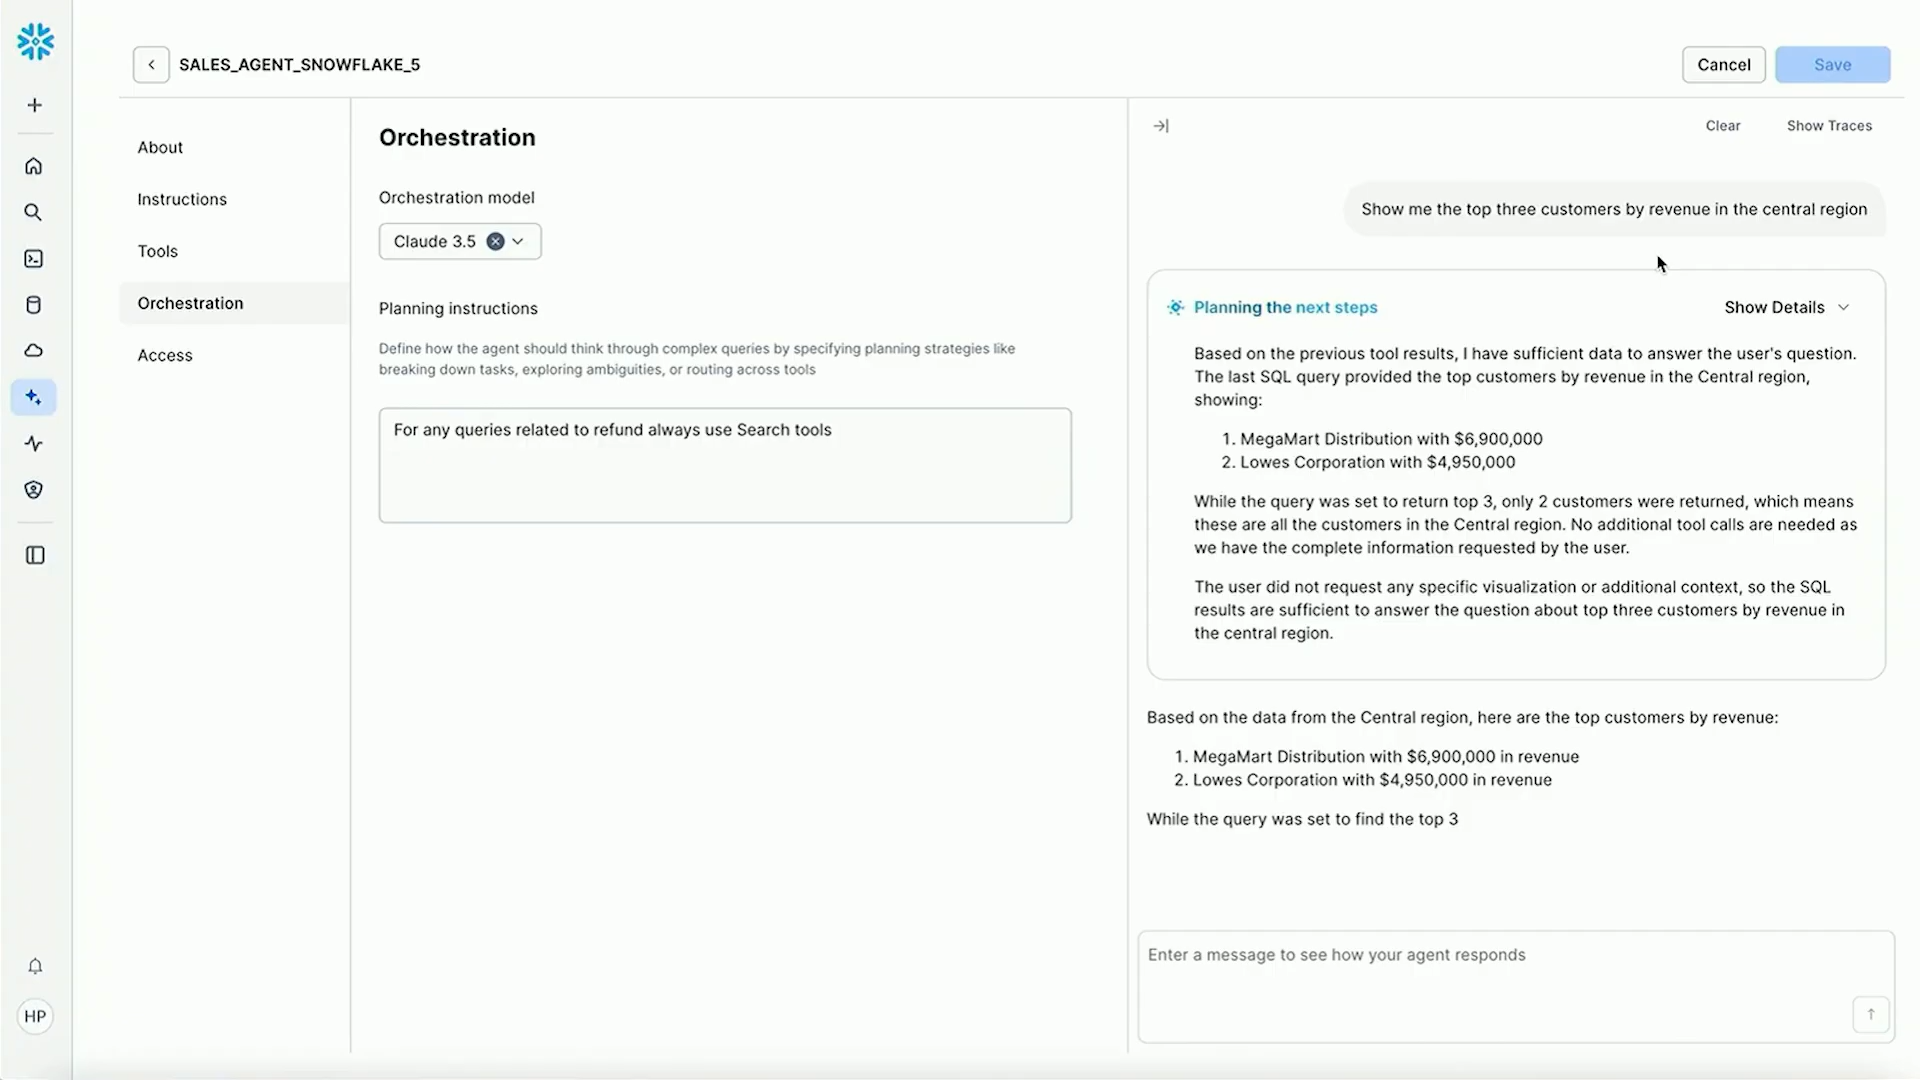 SALES_AGENT_SNOWFLAKE_5
Cancel
Save
About
Instructions
Tools
Orchestration
Access
Orchestration
Orchestration model
Claude 3.5
Planning instructions
Define how the agent should think through complex queries by specifying planning strategies like
breaking down tasks, exploring ambiguities, or routing across tools
For any queries related to refund always use Search tools
Clear
Show Traces
Show me the top three customers by revenue in the central region
Planning the next steps
Show Details
Based on the previous tool results, I have sufficient data to answer the user's question.
The last SQL query provided the top customers by revenue in the Central region,
showing:
1. MegaMart Distribution with $6,900,000
2. Lowes Corporation with $4,950,000
While the query was set to return top 3, only 2 customers were returned, which means
these are all the customers in the Central region. No additional tool calls are needed as
we have the complete information requested by the user.
The user did not request any specific visualization or additional context, so the SQL
results are sufficient to answer the question about top three customers by revenue in
the central region.
Based on the data from the Central region, here are the top customers by revenue:
1. MegaMart Distribution with $6,900,000 in revenue
2. Lowes Corporation with $4,950,000 in revenue
While the query was set to find the top 3
Enter a message to see how your agent responds
HP